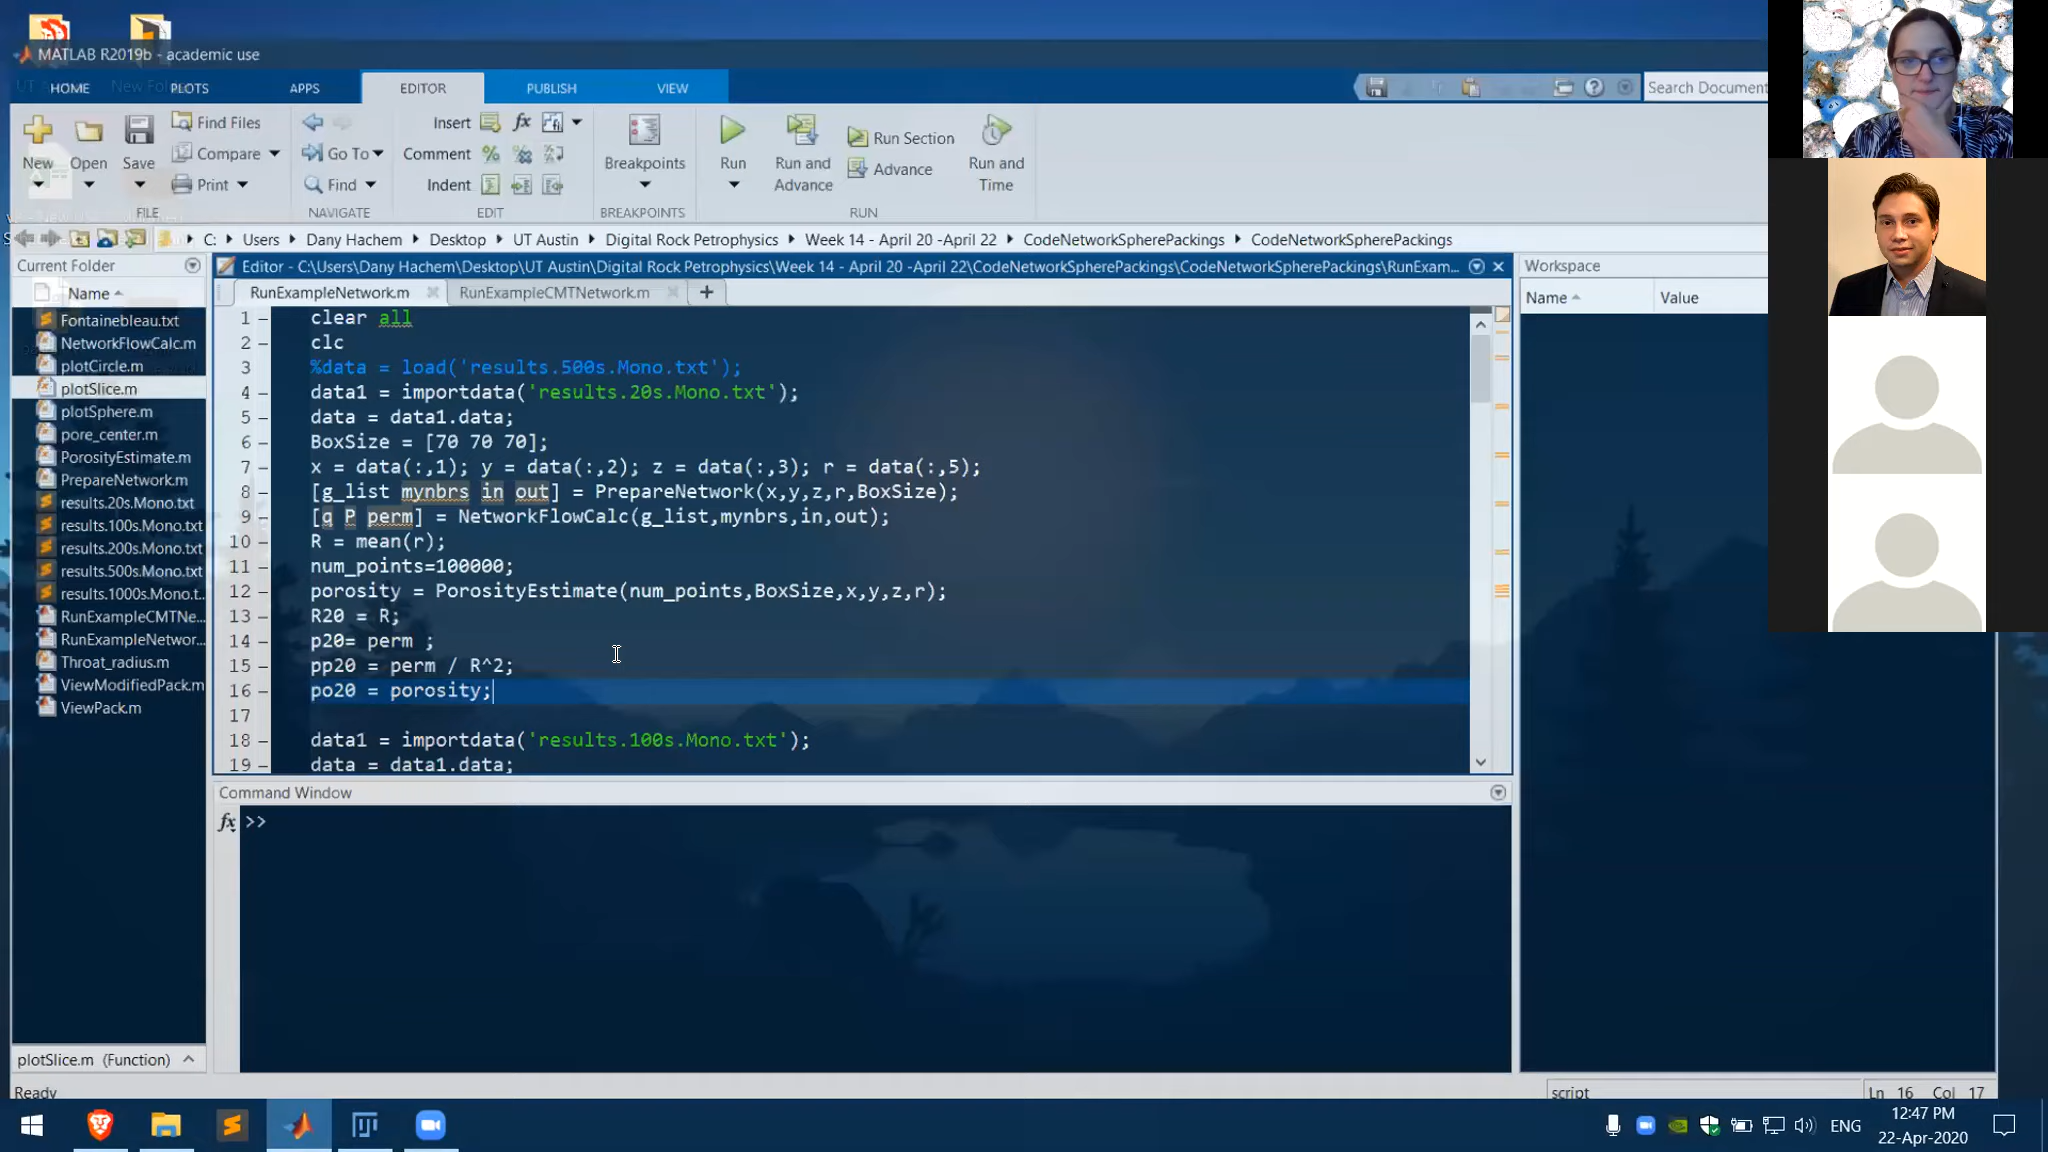 MATLAB R2019b - academic use
HOME PLOTS APPS EDITOR PUBLISH VIEW
Search Document
New Open Save Find Files Compare Print
FILE
Go To Find
NAVIGATE
Insert fx
Comment
Indent
EDIT
Breakpoints
BREAKPOINTS
Run Run and Advance Run Section Advance Run and Time
RUN
C: Users Dany Hachem Desktop UT Austin Digital Rock Petrophysics Week 14 - April 20 -April 22 CodeNetworkSpherePackings CodeNetworkSpherePackings
Current Folder
Name
Fontainebleau.txt
NetworkFlowCalc.m
plotCircle.m
plotSlice.m
plotSphere.m
pore_center.m
PorosityEstimate.m
PrepareNetwork.m
results.20s.Mono.txt
results.100s.Mono.txt
results.200s.Mono.txt
results.500s.Mono.txt
results.1000s.Mono.t...
RunExampleCMTNe...
RunExampleNetwor...
Throat_radius.m
ViewModifiedPack.m
ViewPack.m
plotSlice.m (Function)
Ready
Editor - C:\Users\Dany Hachem\Desktop\UT Austin\Digital Rock Petrophysics\Week 14 - April 20 -April 22\CodeNetworkSpherePackings\CodeNetworkSpherePackings\RunExam...
RunExampleNetwork.m RunExampleCMTNetwork.m +
1 – clear all
2 – clc
3 – %data = load('results.500s.Mono.txt');
4 – data1 = importdata('results.20s.Mono.txt');
5 – data = data1.data;
6 – BoxSize = [70 70 70];
7 – x = data(:,1); y = data(:,2); z = data(:,3); r = data(:,5);
8 – [g_list mynbrs in out] = PrepareNetwork(x,y,z,r,BoxSize);
9 – [q P perm] = NetworkFlowCalc(g_list,mynbrs,in,out);
10 – R = mean(r);
11 – num_points=100000;
12 – porosity = PorosityEstimate(num_points,BoxSize,x,y,z,r);
13 – R20 = R;
14 – p20= perm ;
15 – pp20 = perm / R^2;
16 – po20 = porosity;
17
18 – data1 = importdata('results.100s.Mono.txt');
19 – data = data1.data;
Command Window
fx >>
Workspace
Name Value
script
Ln 16 Col 17
ENG
12:47 PM
22-Apr-2020